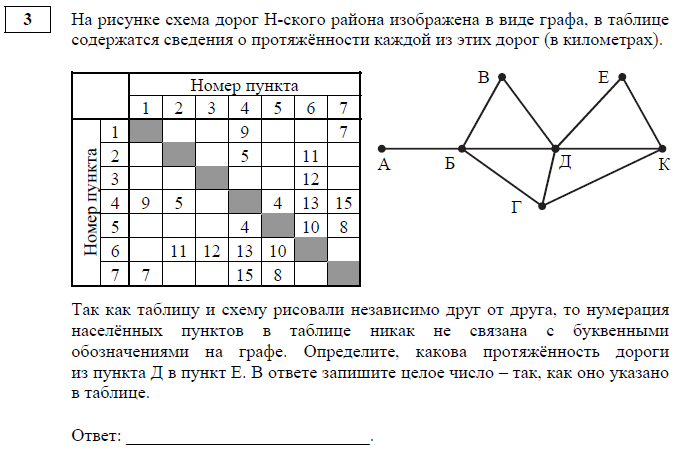 3
На рисунке схема дорог Н-ского района изображена в виде графа, в таблице
содержатся сведения о протяжённости каждой из этих дорог (в километрах).
Номер пункта
1 2 3 4 5 6 7
Номер пункта
1 9 7
2 5 11
3 12
4 9 5 4 13 15
5 4 10 8
6 11 12 13 10
7 7 15 8
В Е
А Б Д К
Г
Так как таблицу и схему рисовали независимо друг от друга, то нумерация
населённых пунктов в таблице никак не связана с буквенными
обозначениями на графе. Определите, какова протяжённость дороги
из пункта Д в пункт Е. В ответе запишите целое число – так, как оно указано
в таблице.
Ответ: ___________________________.